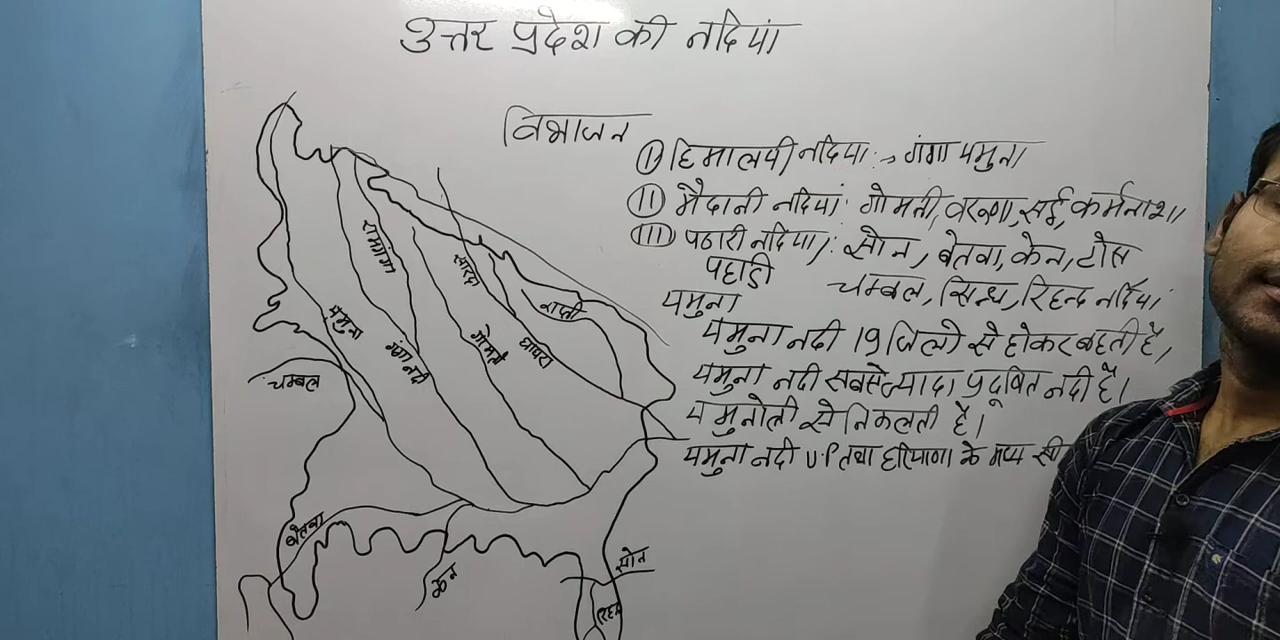 उत्तर प्रदेश की नदियां
विभाजन
(I) हिमालयी नदियां :→ गंगा यमुना
(II) मैदानी नदियां: गोमती, वरूणा, सई, कर्मनाशा
(III) पठारी नदियां: सोन, बेतवा, केन, टोंस
पहाडी चम्बल, सिन्ध, रिहन्द नदियां
यमुना
यमुना नदी 19 जिलो से होकर बहती है,
यमुना नदी सबसे ज्यादा प्रदूषित नदी है।
यमुनोत्री से निकलती है।
यमुना नदी U.P तथा हरियाणा के मध्य
रामगंगा
सारदा
राप्ती
यमुना
गंगा नदी
गोमती
घाघरा
चम्बल
बेतवा
केन
सोन
रिहन्द